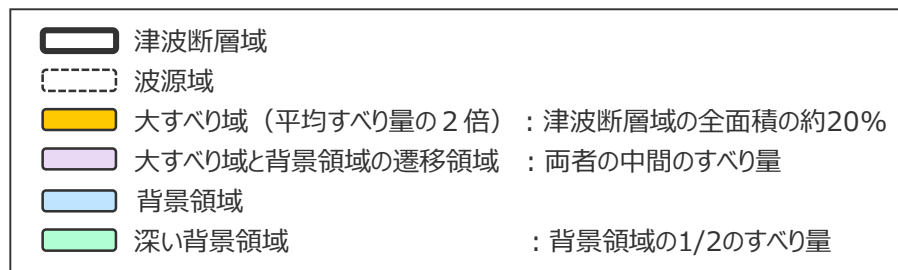 津波断層域
波源域
大すべり域（平均すべり量の２倍）：津波断層域の全面積の約20%
大すべり域と背景領域の遷移領域　：両者の中間のすべり量
背景領域
深い背景領域　：背景領域の1/2のすべり量